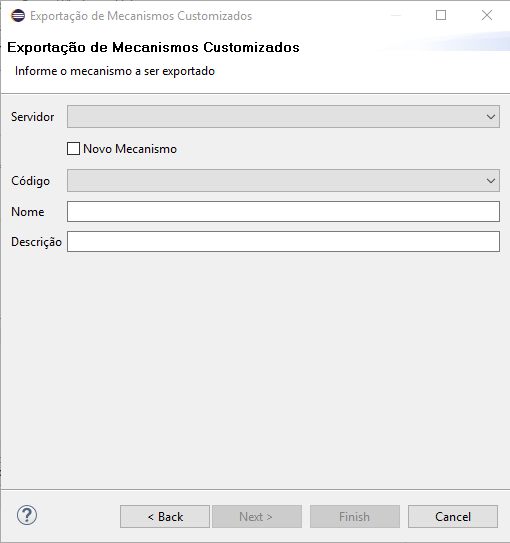 Exportação de Mecanismos Customizados
Exportação de Mecanismos Customizados
Informe o mecanismo a ser exportado
Servidor
Novo Mecanismo
Código
Nome
Descrição
?
< Back
Next >
Finish
Cancel